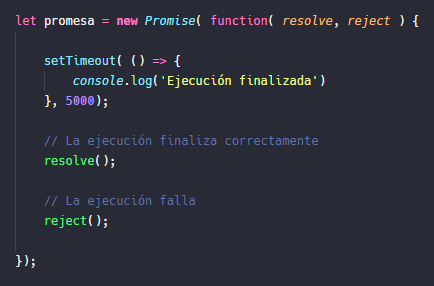 let promesa = new Promise( function( resolve, reject ) {
setTimeout( () => {
console.log('Ejecución finalizada')
}, 5000);
// La ejecución finaliza correctamente
resolve();
// La ejecución falla
reject();
});